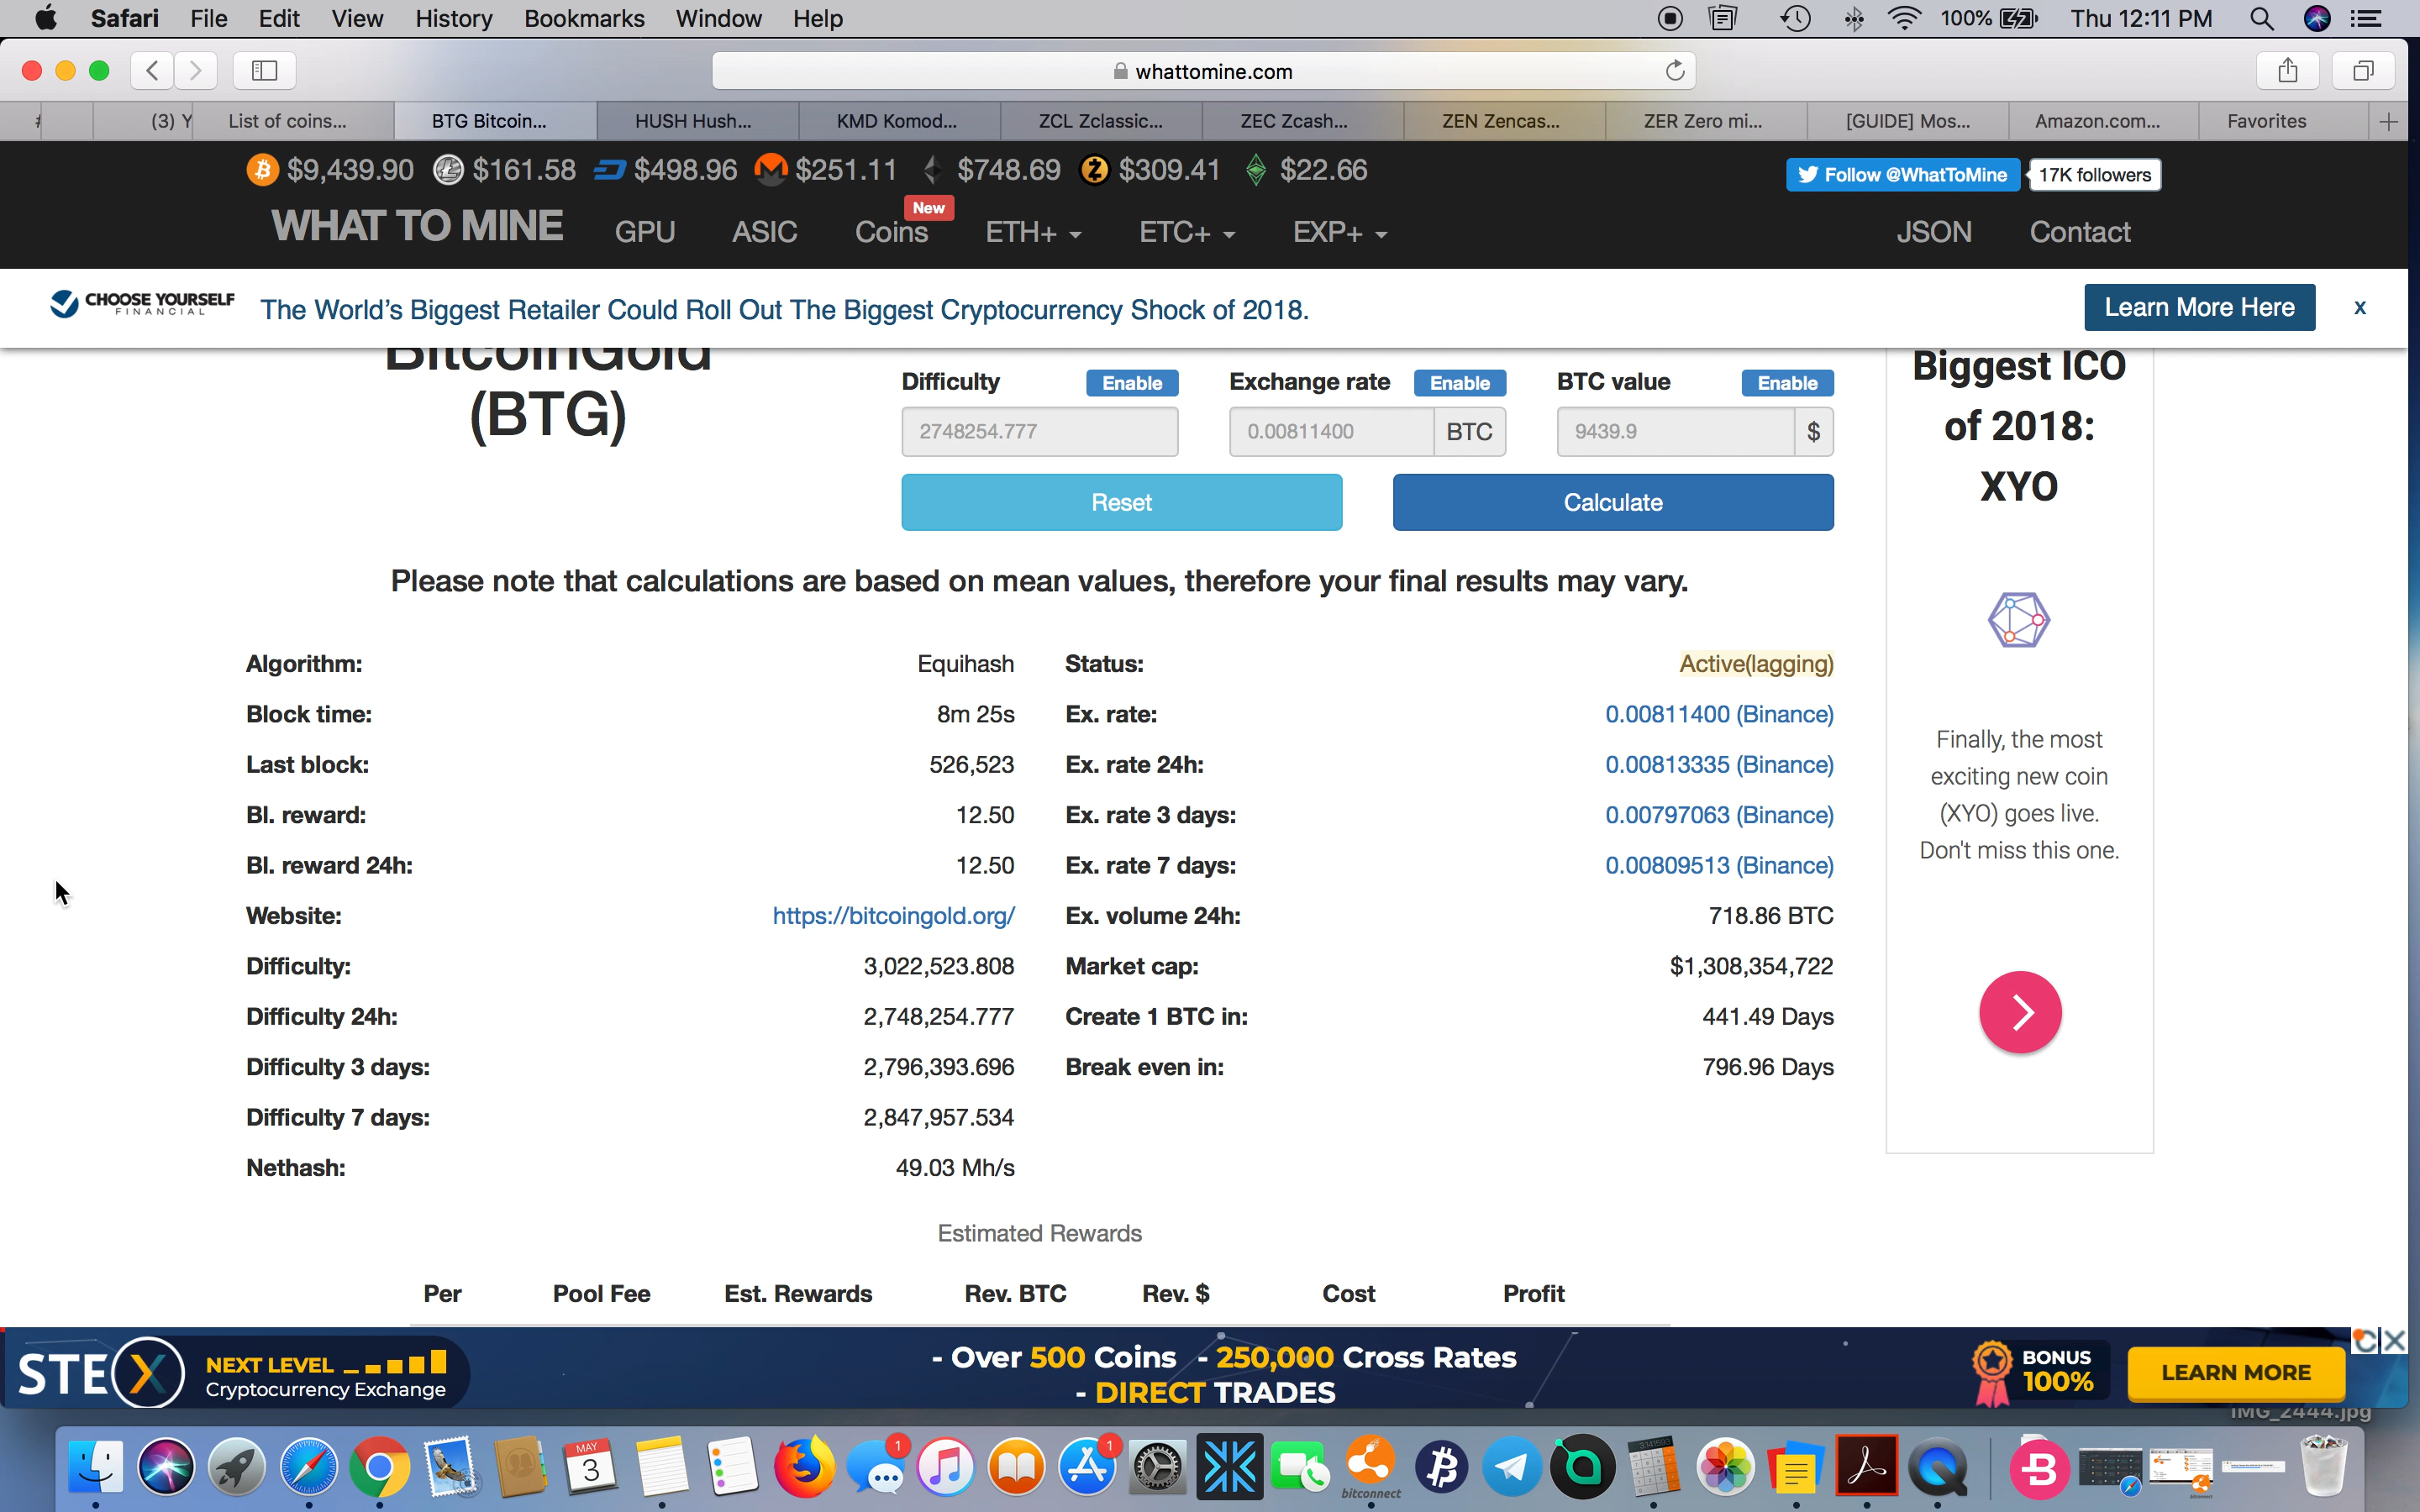 Safari File Edit View History Bookmarks Window Help 100% Thu 12:11 PM
whattomine.com
(3) Y List of coins... BTG Bitcoin... HUSH Hush... KMD Komod... ZCL Zclassic... ZEC Zcash... ZEN Zencas... ZER Zero mi... [GUIDE] Mos... Amazon.com... Favorites
$9,439.90 $161.58 $498.96 $251.11 $748.69 $309.41 $22.66 Follow @WhatToMine 17K followers
New
WHAT TO MINE GPU ASIC Coins ETH+ ETC+ EXP+ JSON Contact
CHOOSE YOURSELF
FINANCIAL
The World's Biggest Retailer Could Roll Out The Biggest Cryptocurrency Shock of 2018. Learn More Here x
BitcoinGold
(BTG)
Difficulty Enable Exchange rate Enable BTC value Enable
2748254.777 0.00811400 BTC 9439.9 $
Reset Calculate
Please note that calculations are based on mean values, therefore your final results may vary.
Algorithm: Equihash Status: Active(lagging)
Block time: 8m 25s Ex. rate: 0.00811400 (Binance)
Last block: 526,523 Ex. rate 24h: 0.00813335 (Binance)
Bl. reward: 12.50 Ex. rate 3 days: 0.00797063 (Binance)
Bl. reward 24h: 12.50 Ex. rate 7 days: 0.00809513 (Binance)
Website: https://bitcoingold.org/ Ex. volume 24h: 718.86 BTC
Difficulty: 3,022,523.808 Market cap: $1,308,354,722
Difficulty 24h: 2,748,254.777 Create 1 BTC in: 441.49 Days
Difficulty 3 days: 2,796,393.696 Break even in: 796.96 Days
Difficulty 7 days: 2,847,957.534
Nethash: 49.03 Mh/s
Estimated Rewards
Per Pool Fee Est. Rewards Rev. BTC Rev. $ Cost Profit
Biggest ICO
of 2018:
XYO
Finally, the most
exciting new coin
(XYO) goes live.
Don't miss this one.
STEX NEXT LEVEL
Cryptocurrency Exchange
- Over 500 Coins - 250,000 Cross Rates
- DIRECT TRADES
BONUS
100%
LEARN MORE
IMG_2444.jpg
MAY
3
1
1
bitconnect